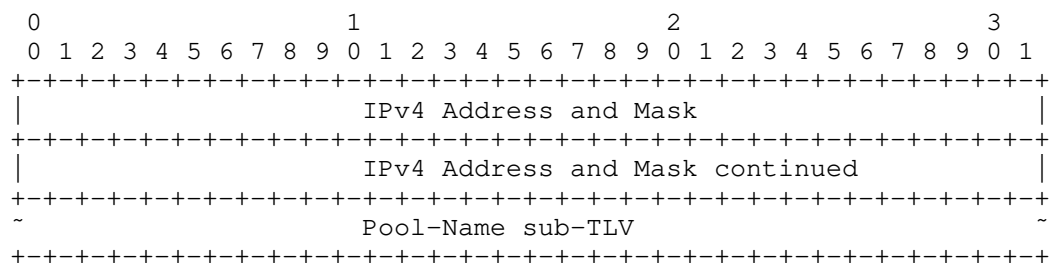 0                   1                   2                   3
 0 1 2 3 4 5 6 7 8 9 0 1 2 3 4 5 6 7 8 9 0 1 2 3 4 5 6 7 8 9 0 1
+-+-+-+-+-+-+-+-+-+-+-+-+-+-+-+-+-+-+-+-+-+-+-+-+-+-+-+-+-+-+-+-+
|                     IPv4 Address and Mask                     |
+-+-+-+-+-+-+-+-+-+-+-+-+-+-+-+-+-+-+-+-+-+-+-+-+-+-+-+-+-+-+-+-+
|                     IPv4 Address and Mask continued           |
+-+-+-+-+-+-+-+-+-+-+-+-+-+-+-+-+-+-+-+-+-+-+-+-+-+-+-+-+-+-+-+-+
~                     Pool-Name sub-TLV                         ~
+-+-+-+-+-+-+-+-+-+-+-+-+-+-+-+-+-+-+-+-+-+-+-+-+-+-+-+-+-+-+-+-+